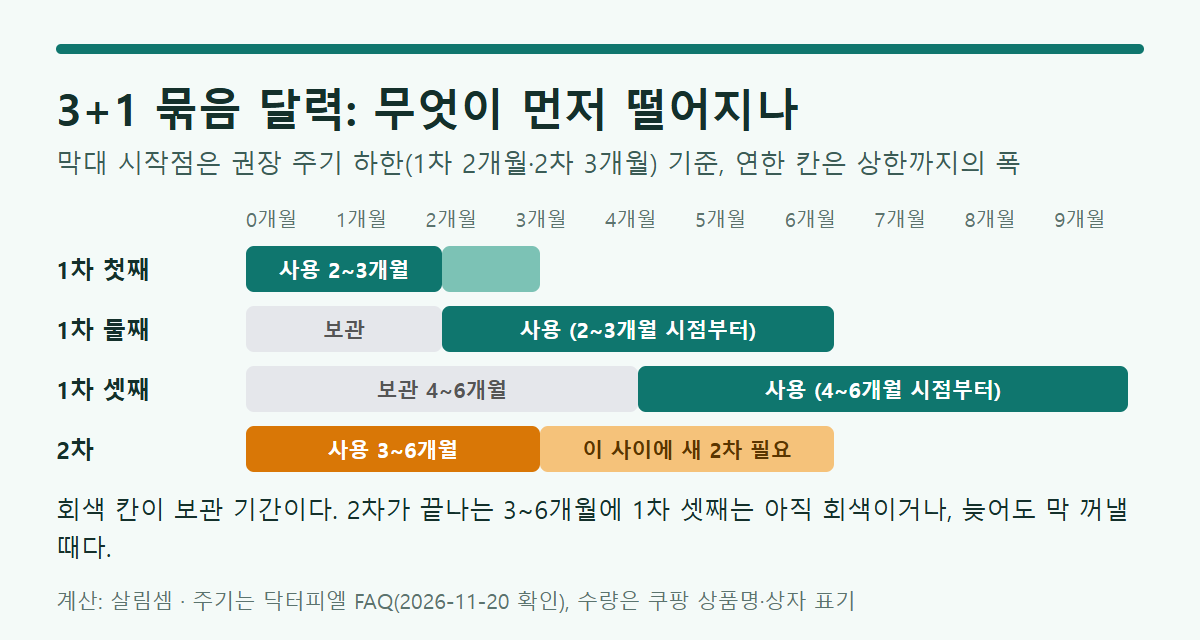 3+1 묶음 달력: 무엇이 먼저 떨어지나
막대 시작점은 권장 주기 하한(1차 2개월·2차 3개월) 기준, 연한 칸은 상한까지의 폭
0개월 1개월 2개월 3개월 4개월 5개월 6개월 7개월 8개월 9개월
1차 첫째 사용 2~3개월
1차 둘째 보관 사용 (2~3개월 시점부터)
1차 셋째 보관 4~6개월 사용 (4~6개월 시점부터)
2차 사용 3~6개월 이 사이에 새 2차 필요
회색 칸이 보관 기간이다. 2차가 끝나는 3~6개월에 1차 셋째는 아직 회색이거나, 늦어도 막 꺼낼
때다.
계산: 살림셈 · 주기는 닥터피엘 FAQ(2026-11-20 확인), 수량은 쿠팡 상품명·상자 표기